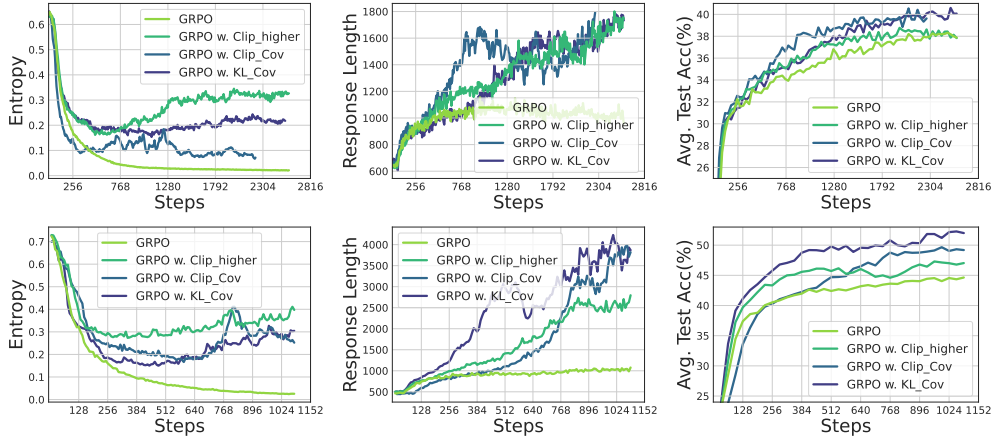 Entropy
0.6
0.5
0.4
0.3
0.2
0.1
0.0
GRPO
GRPO w. Clip_higher
GRPO w. Clip_Cov
GRPO w. KL_Cov
256 768 1280 1792 2304 2816
Steps
Response Length
1800
1600
1400
1200
1000
800
600
GRPO
GRPO w. Clip_higher
GRPO w. Clip_Cov
GRPO w. KL_Cov
256 768 1280 1792 2304 2816
Steps
Avg. Test Acc(%)
40
38
36
34
32
30
28
26
GRPO
GRPO w. Clip_higher
GRPO w. Clip_Cov
GRPO w. KL_Cov
256 768 1280 1792 2304 2816
Steps
Entropy
0.7
0.6
0.5
0.4
0.3
0.2
0.1
0.0
GRPO
GRPO w. Clip_higher
GRPO w. Clip_Cov
GRPO w. KL_Cov
128 256 384 512 640 768 896 1024 1152
Steps
Response Length
4000
3500
3000
2500
2000
1500
1000
500
GRPO
GRPO w. Clip_higher
GRPO w. Clip_Cov
GRPO w. KL_Cov
128 256 384 512 640 768 896 1024 1152
Steps
Avg. Test Acc(%)
50
45
40
35
30
25
GRPO
GRPO w. Clip_higher
GRPO w. Clip_Cov
GRPO w. KL_Cov
128 256 384 512 640 768 896 1024 1152
Steps